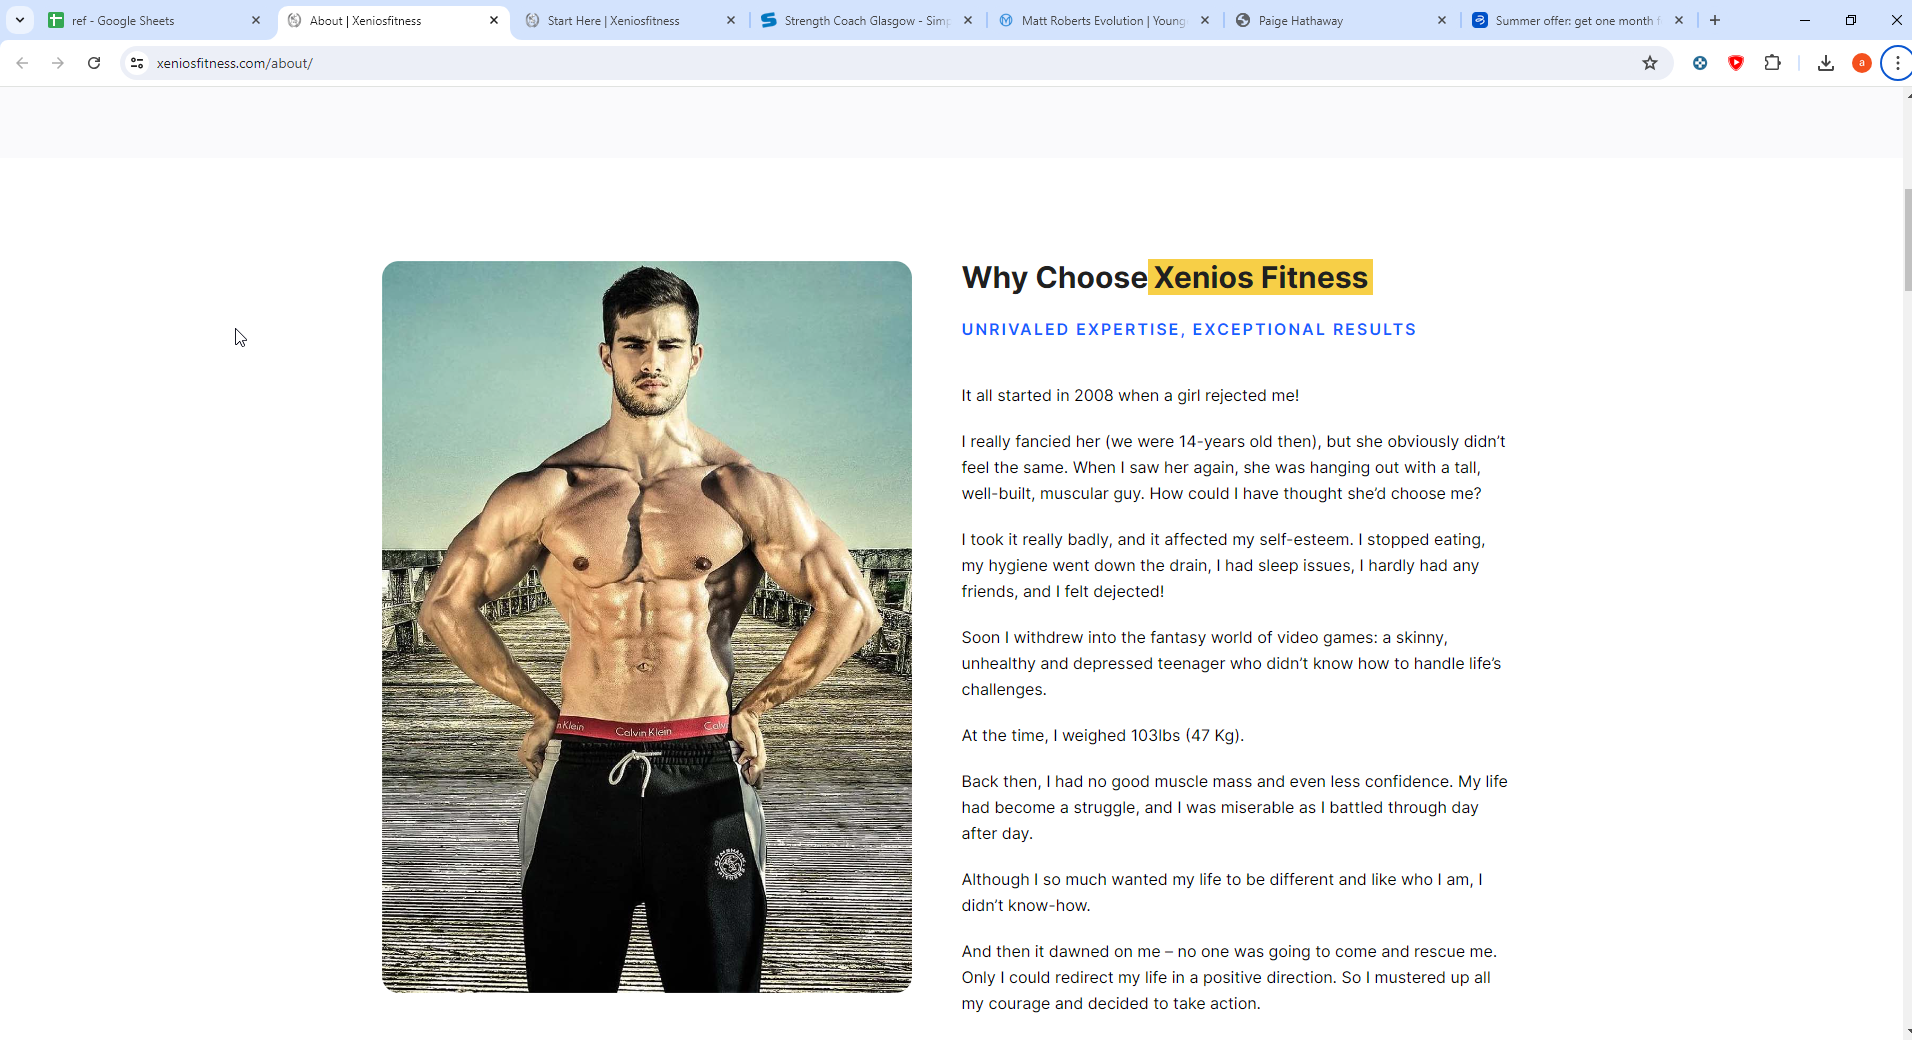 ref - Google Sheets
About | Xeniosfitness
Start Here | Xeniosfitness
Strength Coach Glasgow - Simp
Matt Roberts Evolution | Young
Paige Hathaway
Summer offer: get one month f
xeniosfitness.com/about/
a
Why Choose Xenios Fitness
UNRIVALED EXPERTISE, EXCEPTIONAL RESULTS
It all started in 2008 when a girl rejected me!
I really fancied her (we were 14-years old then), but she obviously didn’t
feel the same. When I saw her again, she was hanging out with a tall,
well-built, muscular guy. How could I have thought she’d choose me?
I took it really badly, and it affected my self-esteem. I stopped eating,
my hygiene went down the drain, I had sleep issues, I hardly had any
friends, and I felt dejected!
Soon I withdrew into the fantasy world of video games: a skinny,
unhealthy and depressed teenager who didn’t know how to handle life’s
challenges.
At the time, I weighed 103lbs (47 Kg).
Back then, I had no good muscle mass and even less confidence. My life
had become a struggle, and I was miserable as I battled through day
after day.
Although I so much wanted my life to be different and like who I am, I
didn’t know-how.
And then it dawned on me – no one was going to come and rescue me.
Only I could redirect my life in a positive direction. So I mustered up all
my courage and decided to take action.
n Klein Calvin Klein Calv